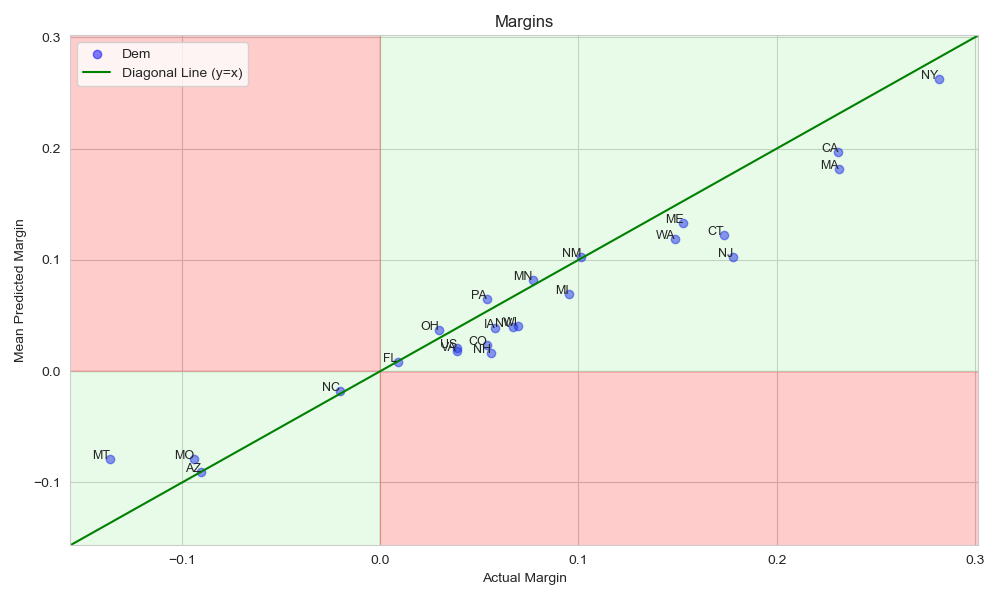 Margins
Dem
Diagonal Line (y=x)
Mean Predicted Margin
0.3
0.2
0.1
0.0
−0.1
NY
CA
MA
ME
CT
WA
NJ
NM
MN
MI
PA
OH
IA
NV
WI
CO
US
VA
NH
FL
NC
MT
MO
AZ
−0.1
0.0
0.1
0.2
0.3
Actual Margin